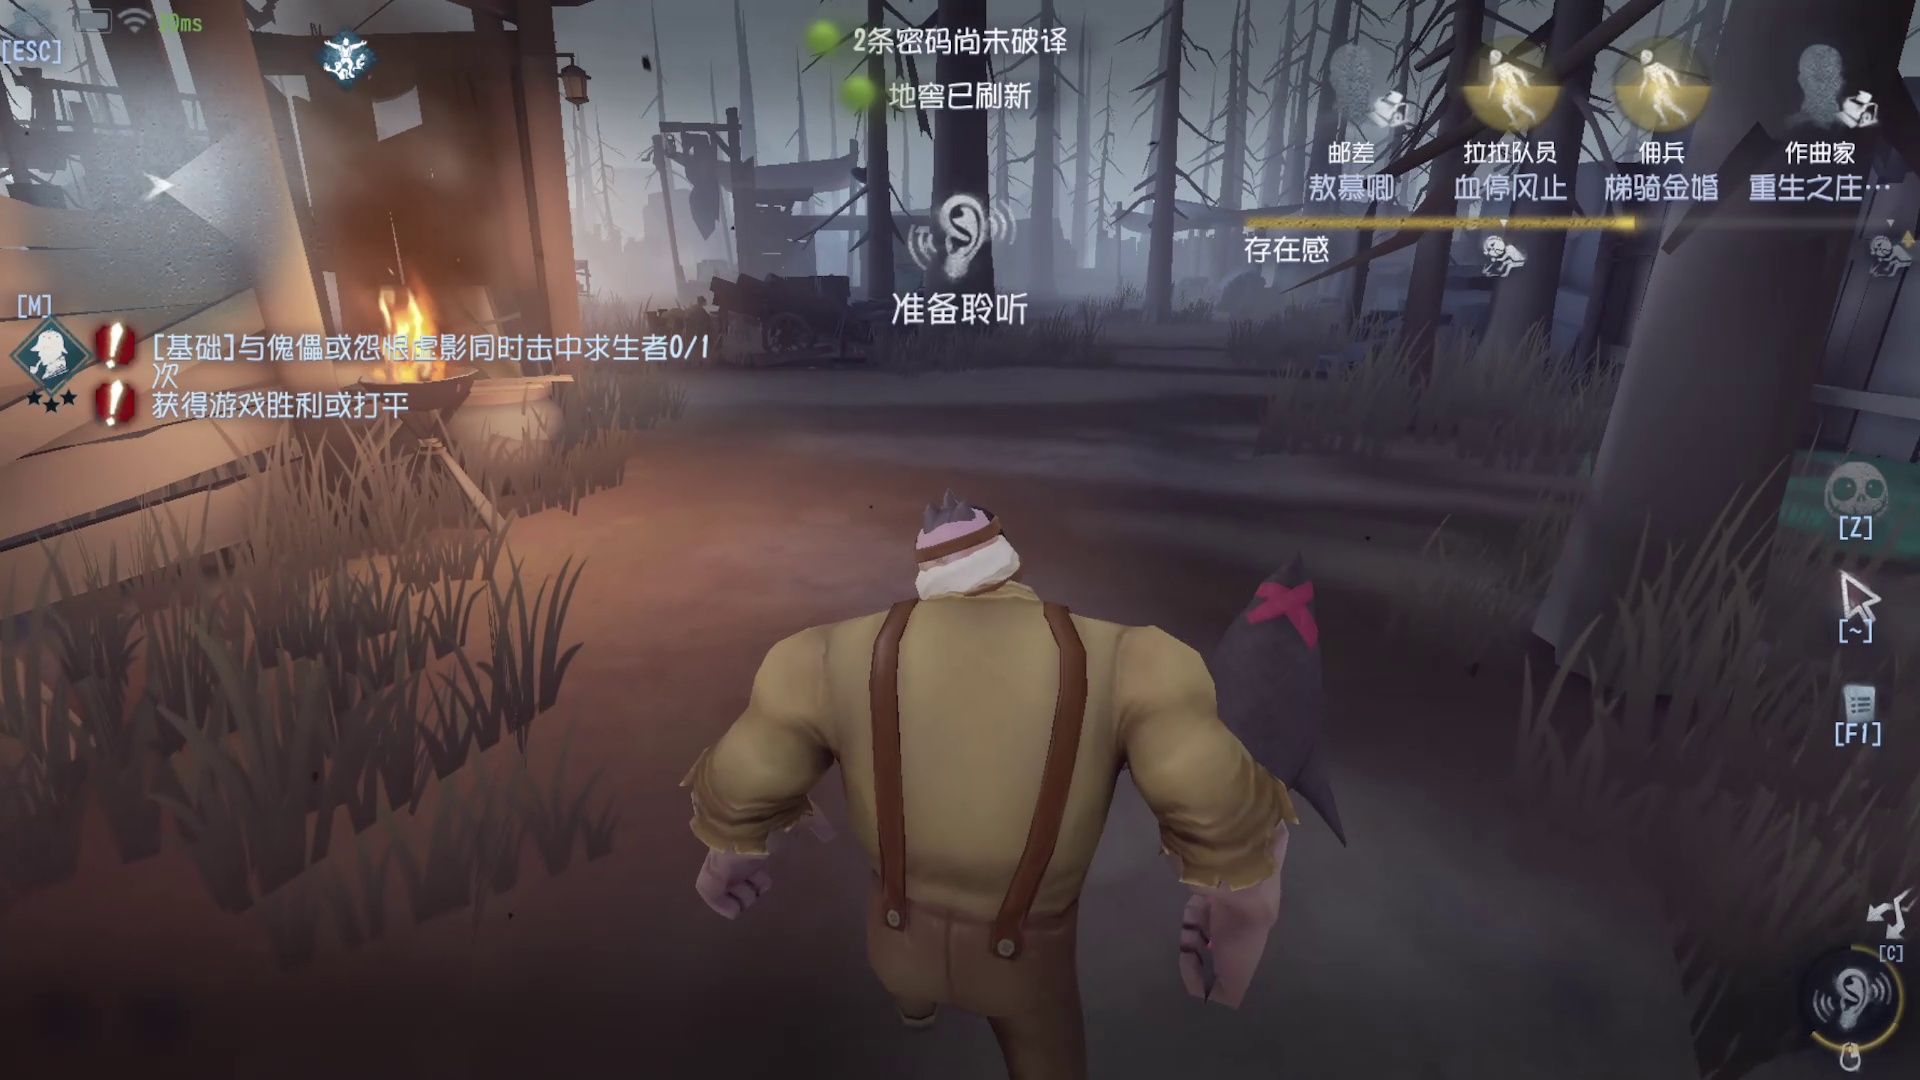 20ms
[ESC]
2条密码尚未破译
地窖已刷新
邮差
拉拉队员
佣兵
作曲家
敖慕卿
血停风止
梯骑金婚
重生之庄…
存在感
准备聆听
[M]
[基础]与傀儡或怨恨虚影同时击中求生者0/1
次
获得游戏胜利或打平
[Z]
[~]
[F1]
[C]